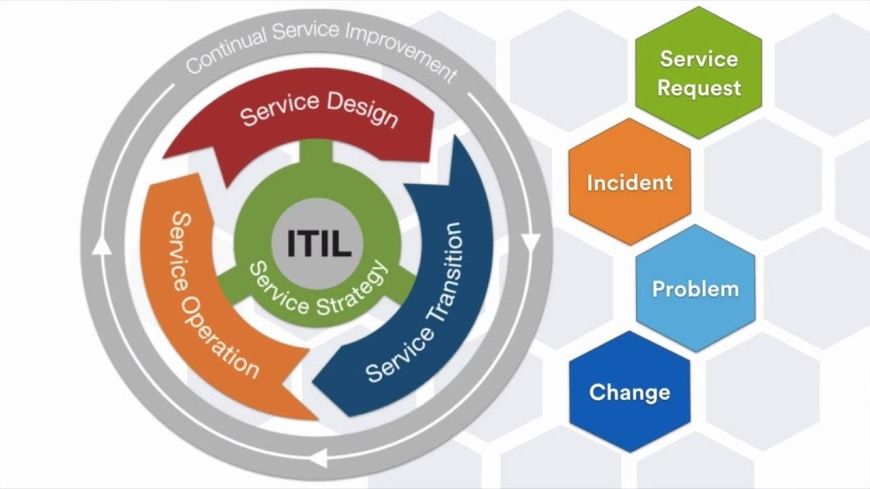 Continual Service Improvement
Service Design
Service Transition
Service Operation
Service Strategy
ITIL
Service
Request
Incident
Problem
Change